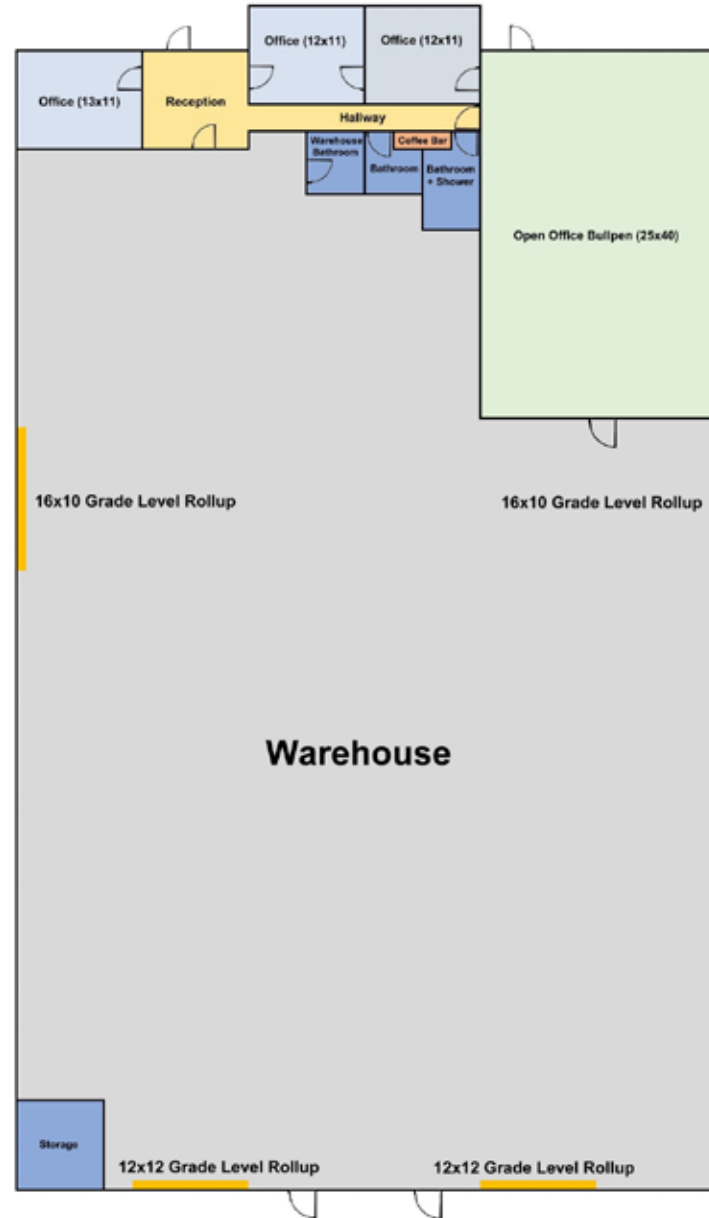 Office (12x11)
Office (12x11)
Office (13x11)
Reception
Hallway
Warehouse
Bathroom
Coffee Bar
Bathroom
Bathroom
+ Shower
Open Office Bullpen (25x40)
16x10 Grade Level Rollup
16x10 Grade Level Rollup
Warehouse
Storage
12x12 Grade Level Rollup
12x12 Grade Level Rollup